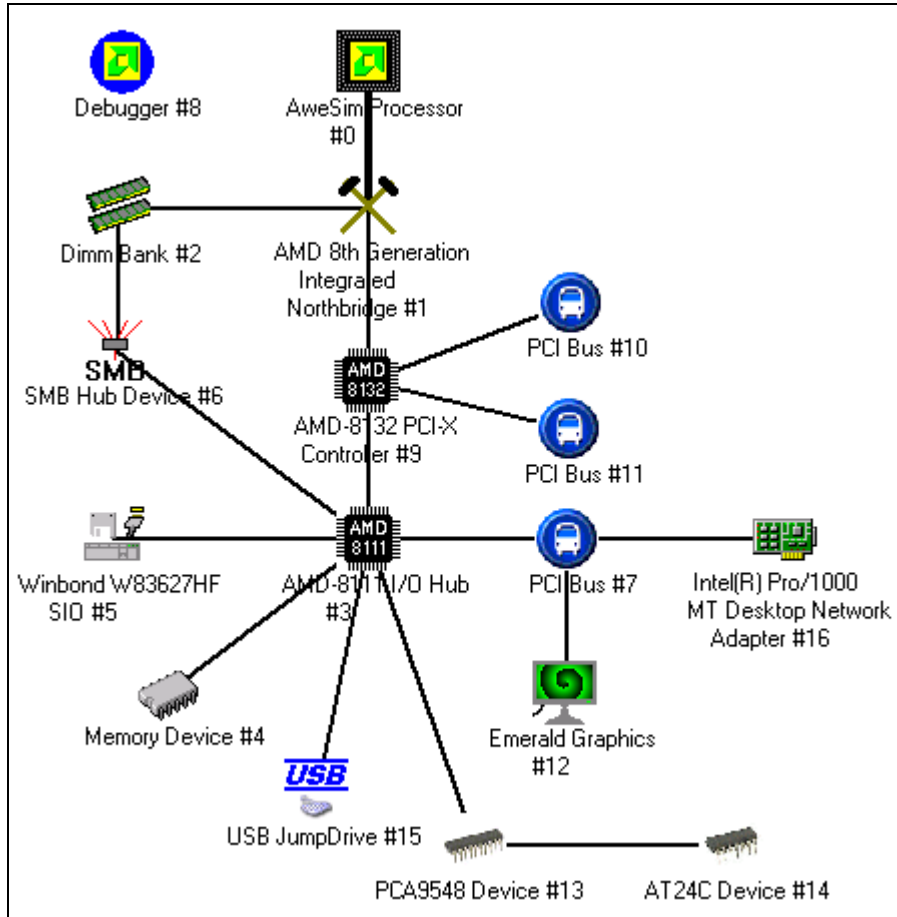 Debugger #8
AweSim Processor
#0
Dimm Bank #2
AMD 8th Generation
Integrated
Northbridge #1
PCI Bus #10
SMB
SMB Hub Device #6
AMD
8132
AMD-8132 PCI-X
Controller #9
PCI Bus #11
Winbond W83627HF
SIO #5
AMD
8111
AMD-8111 I/O Hub
#3
PCI Bus #7
Intel(R) Pro/1000
MT Desktop Network
Adapter #16
Memory Device #4
Emerald Graphics
#12
USB
USB JumpDrive #15
PCA9548 Device #13
AT24C Device #14